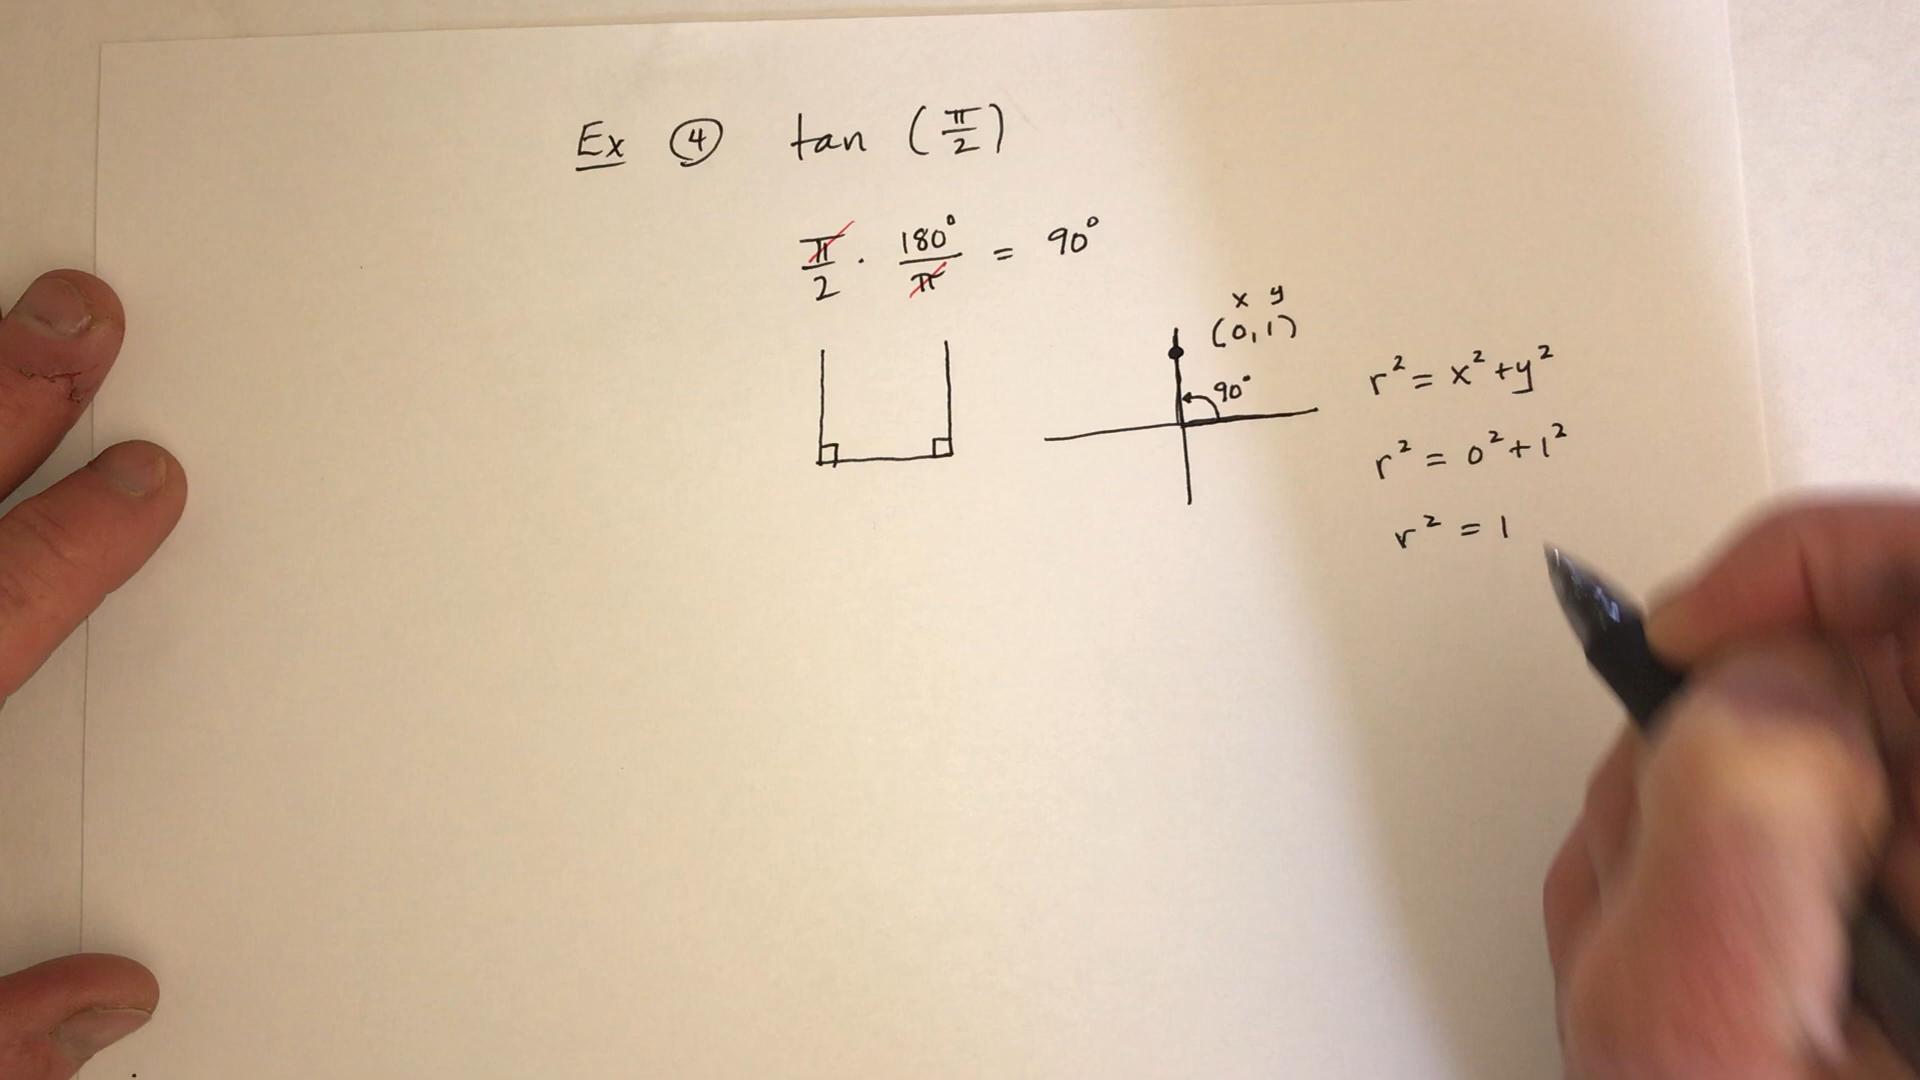 Ex ④ tan (π/2)
π/2 · 180°/π = 90°
x y
(0,1)
90°
r² = x² + y²
r² = 0² + 1²
r² = 1